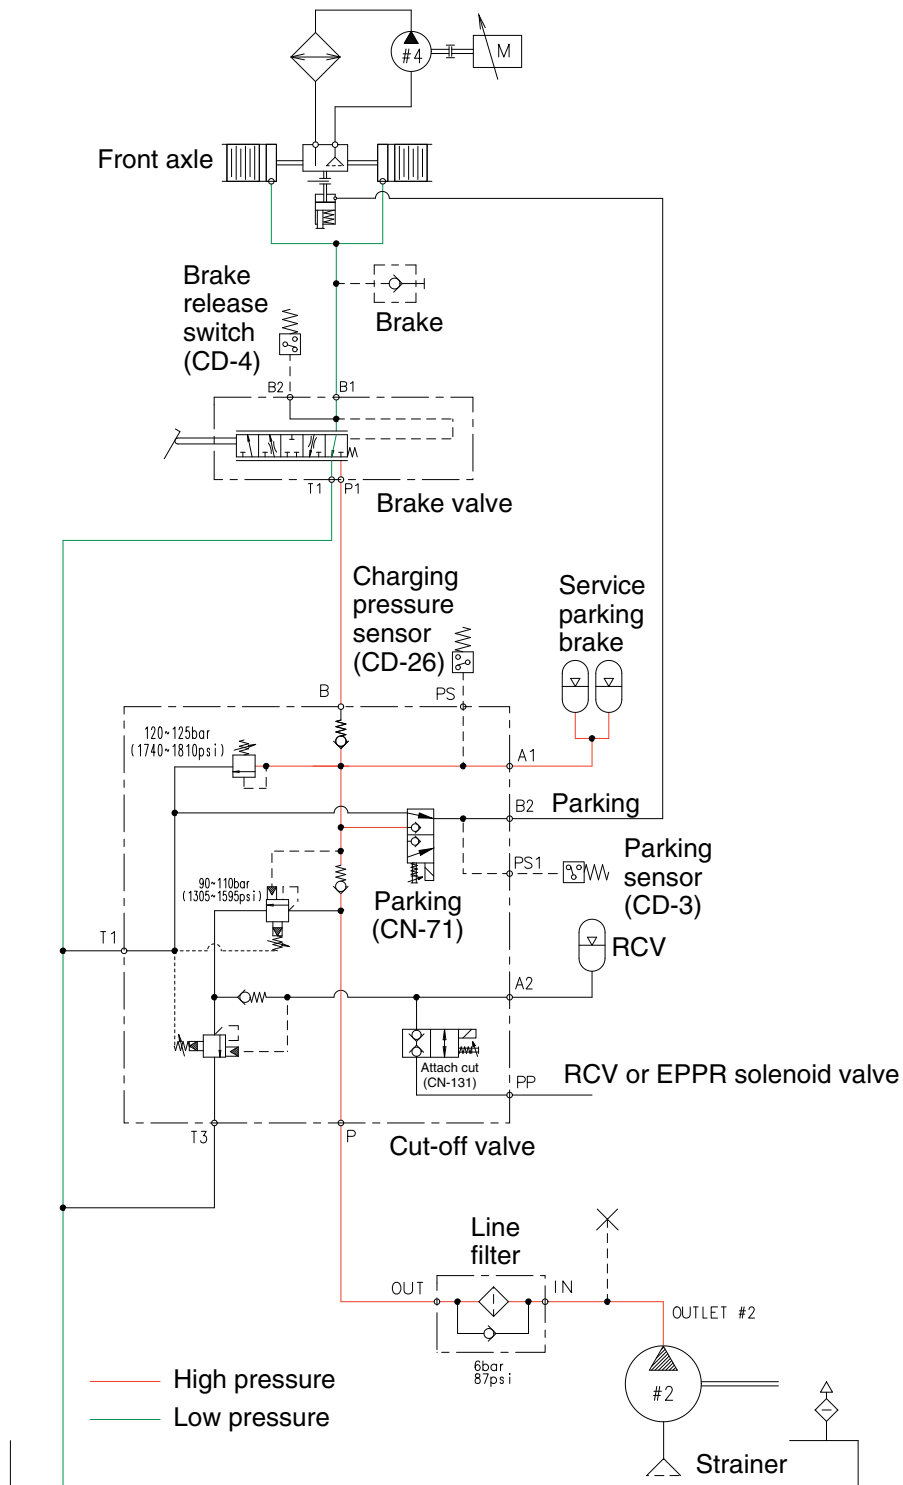 #4
M
Front axle
Brake
release
switch
(CD-4)
Brake
B2
B1
T1
P1
Brake valve
Charging
pressure
sensor
(CD-26)
Service
parking
brake
B
PS
120~125bar
(1740~1810psi)
A1
B2
Parking
PS1
Parking
sensor
(CD-3)
90~110bar
(1305~1595psi)
Parking
(CN-71)
T1
RCV
A2
Attach cut
(CN-131)
PP
RCV or EPPR solenoid valve
T3
P
Cut-off valve
Line
filter
OUT
IN
OUTLET #2
6bar
87psi
#2
High pressure
Low pressure
Strainer